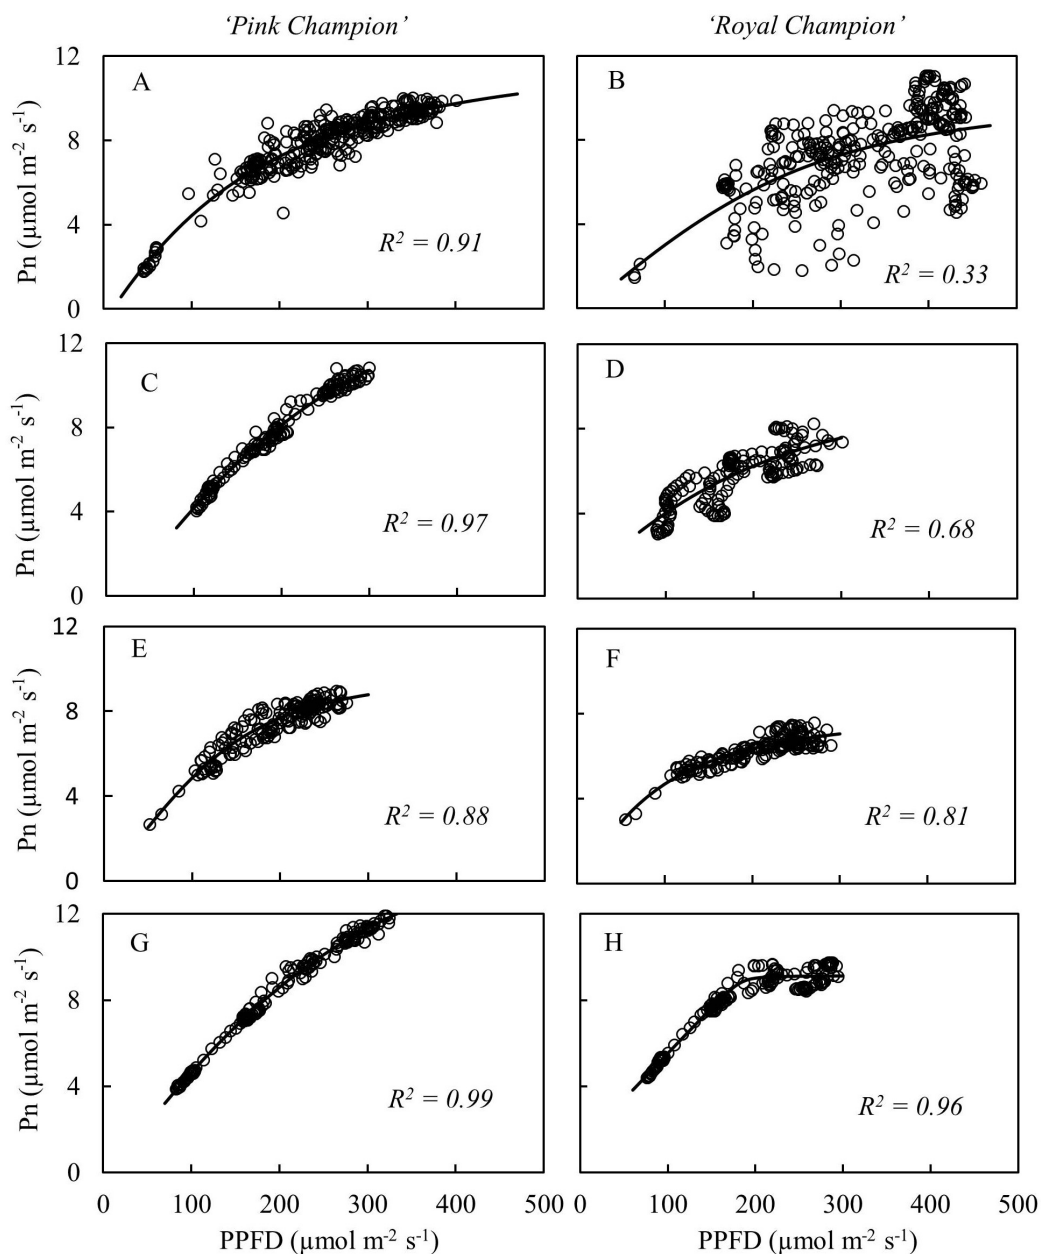 ‘Pink Champion’ ‘Royal Champion’
12
A
B
8
Pn (µmol m-2 s-1)
4
R2 = 0.91
R2 = 0.33
0
12
C
D
8
Pn (µmol m-2 s-1)
4
R2 = 0.97
R2 = 0.68
0
12
E
F
8
Pn (µmol m-2 s-1)
4
R2 = 0.88
R2 = 0.81
0
12
G
H
8
Pn (µmol m-2 s-1)
4
R2 = 0.99
R2 = 0.96
0
0 100 200 300 400 500 0 100 200 300 400 500
PPFD (µmol m-2 s-1) PPFD (µmol m-2 s-1)